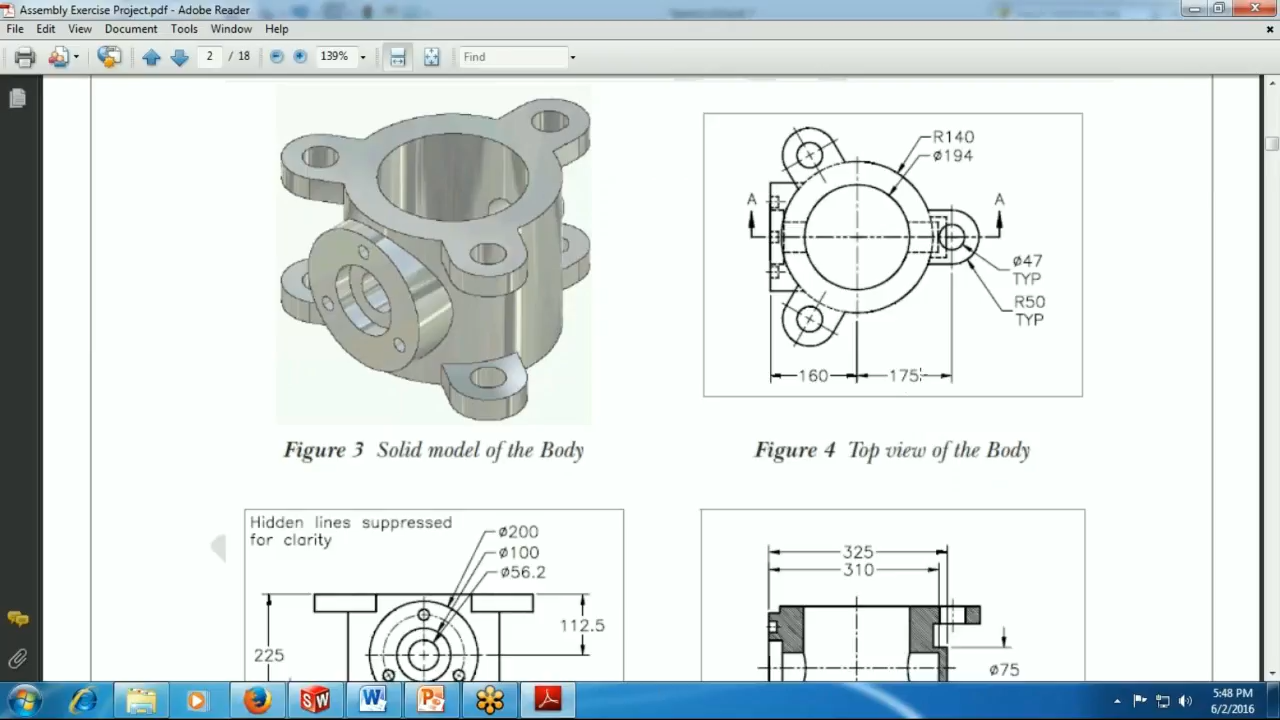 Assembly Exercise Project.pdf - Adobe Reader
File Edit View Document Tools Window Help
2 / 18 139% Find
R140
ø194
A A
ø47
TYP
R50
TYP
160 175
Figure 3 Solid model of the Body
Figure 4 Top view of the Body
Hidden lines suppressed
for clarity
ø200
ø100
ø56.2
112.5
225
325
310
ø75
5:48 PM
6/2/2016